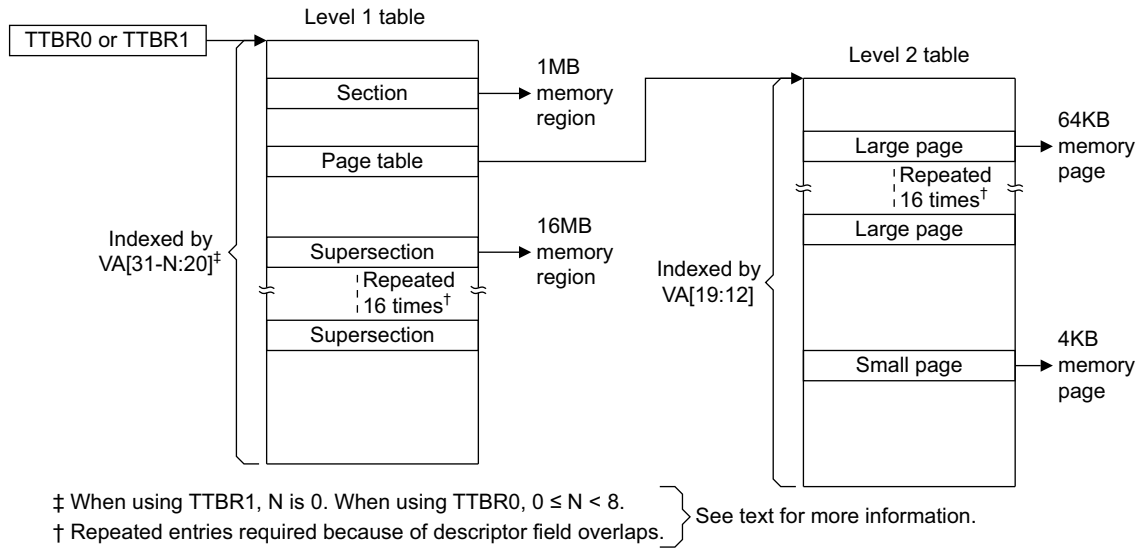 Level 1 table
TTBR0 or TTBR1
Section
1MB
memory
region
Page table
Indexed by
VA[31-N:20]‡
Supersection
16MB
memory
region
Repeated
16 times†
Supersection
Level 2 table
Large page
64KB
memory
page
Repeated
16 times†
Large page
Indexed by
VA[19:12]
Small page
4KB
memory
page
‡ When using TTBR1, N is 0. When using TTBR0, 0 ≤ N < 8.
† Repeated entries required because of descriptor field overlaps.
See text for more information.